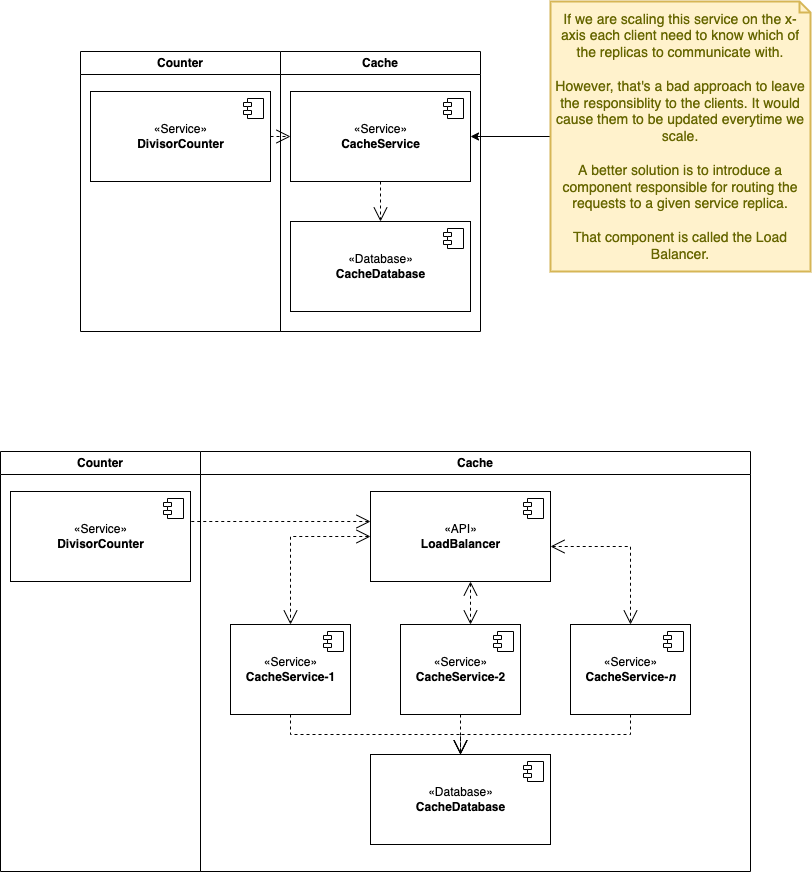 Counter
Cache
«Service»
DivisorCounter
«Service»
CacheService
«Database»
CacheDatabase
If we are scaling this service on the x-
axis each client need to know which of
the replicas to communicate with.
However, that's a bad approach to leave
the responsiblity to the clients. It would
cause them to be updated everytime we
scale.
A better solution is to introduce a
component responsible for routing the
requests to a given service replica.
That component is called the Load
Balancer.
Counter
Cache
«Service»
DivisorCounter
«API»
LoadBalancer
«Service»
CacheService-1
«Service»
CacheService-2
«Service»
CacheService-n
«Database»
CacheDatabase